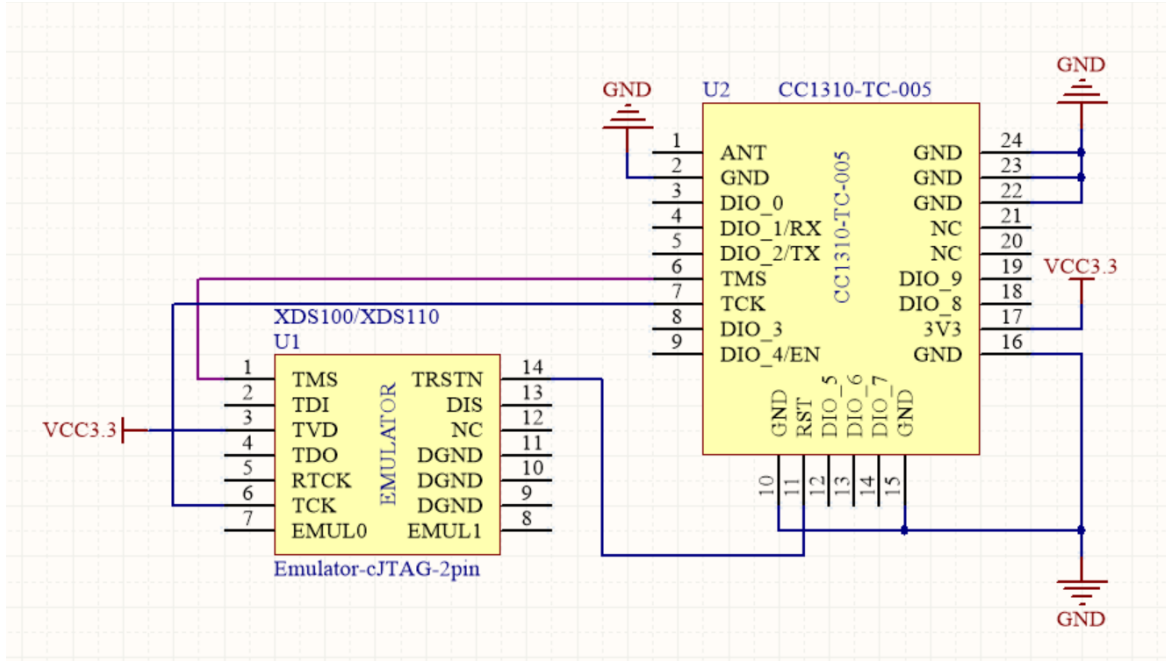 GND
U2 CC1310-TC-005
GND
1 ANT GND 24
2 GND GND 23
3 DIO_0 GND 22
4 DIO_1/RX NC 21
5 DIO_2/TX NC 20
6 TMS DIO_9 19
7 TCK DIO_8 18
8 DIO_3 3V3 17
9 DIO_4/EN GND 16
CC1310-TC-005
VCC3.3
GND
RST
DIO_5
DIO_6
DIO_7
GND
10
11
12
13
14
15
GND
XDS100/XDS110
U1
1 TMS TRSTN 14
2 TDI DIS 13
3 TVD NC 12
4 TDO DGND 11
5 RTCK DGND 10
6 TCK DGND 9
7 EMUL0 EMUL1 8
EMULATOR
VCC3.3
Emulator-cJTAG-2pin